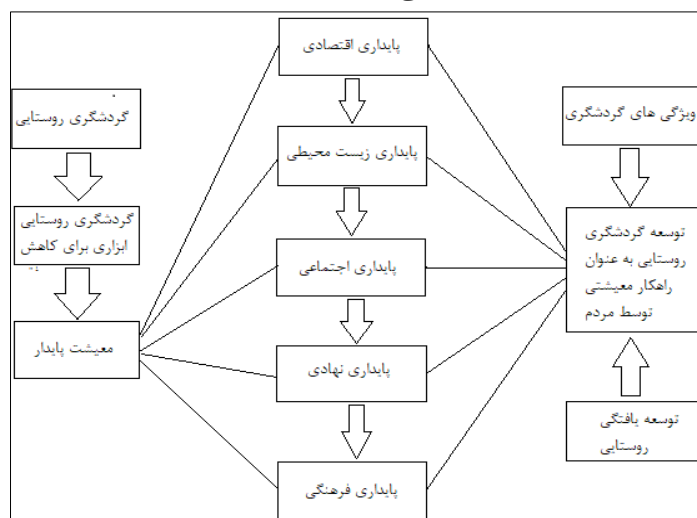 پایداری اقتصادی
ویژگی های گردشگری
گردشگری روستایی
پایداری زیست محیطی
توسعه گردشگری
روستایی به عنوان
راهکار معیشتی
توسط مردم
گردشگری روستایی
ابزاری برای کاهش
پایداری اجتماعی
معیشت پایدار
پایداری نهادی
توسعه یافتگی
روستایی
پایداری فرهنگی